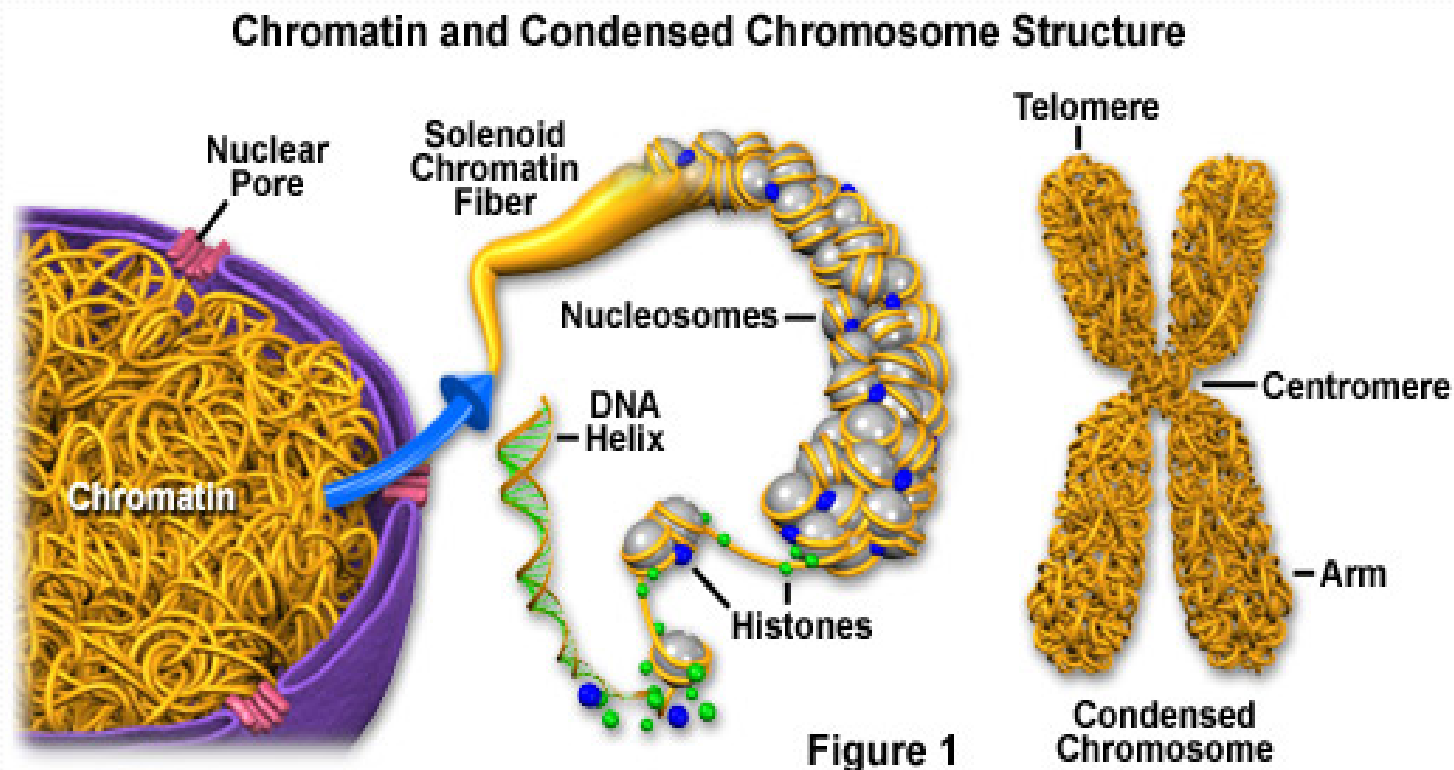 Chromatin and Condensed Chromosome Structure
Nuclear
Pore
Solenoid
Chromatin
Fiber
Telomere
Nucleosomes
Centromere
DNA
Helix
Chromatin
Histones
Arm
Condensed
Chromosome
Figure 1